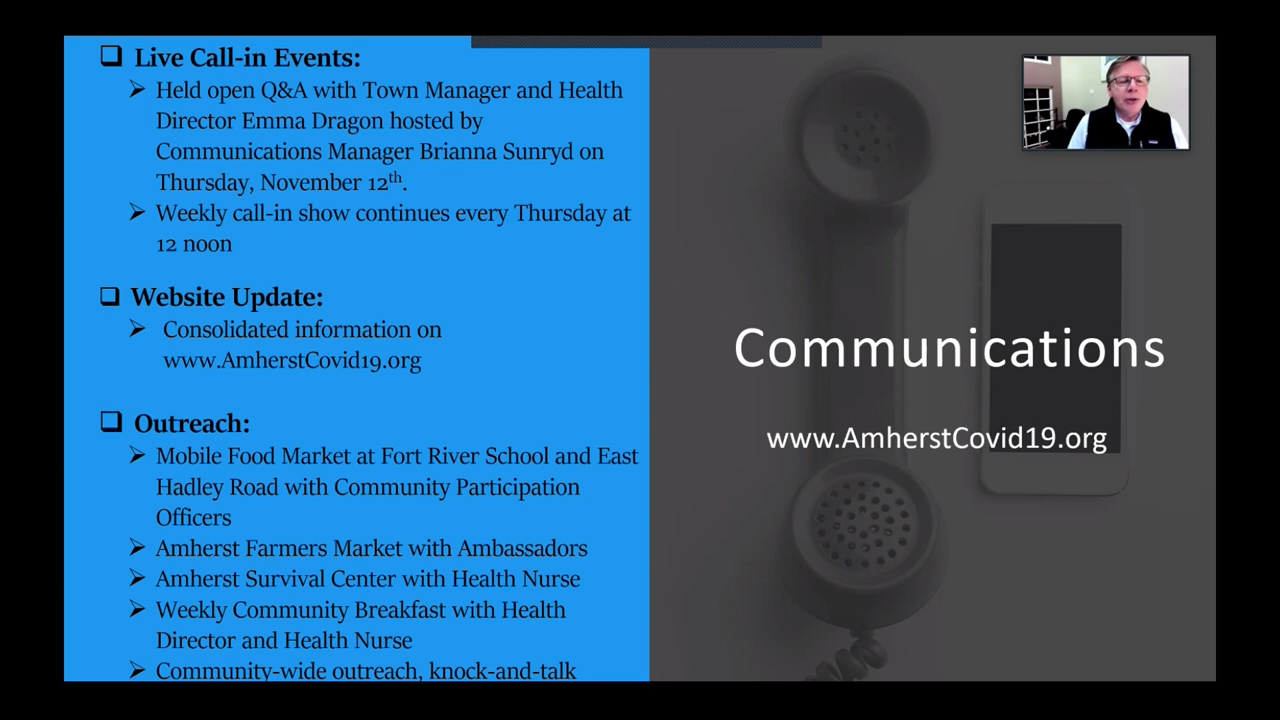 ❑ Live Call-in Events:
➢ Held open Q&A with Town Manager and Health
Director Emma Dragon hosted by
Communications Manager Brianna Sunryd on
Thursday, November 12th.
➢ Weekly call-in show continues every Thursday at
12 noon
❑ Website Update:
➢ Consolidated information on
www.AmherstCovid19.org
❑ Outreach:
➢ Mobile Food Market at Fort River School and East
Hadley Road with Community Participation
Officers
➢ Amherst Farmers Market with Ambassadors
➢ Amherst Survival Center with Health Nurse
➢ Weekly Community Breakfast with Health
Director and Health Nurse
➢ Community-wide outreach, knock-and-talk
Communications
www.AmherstCovid19.org